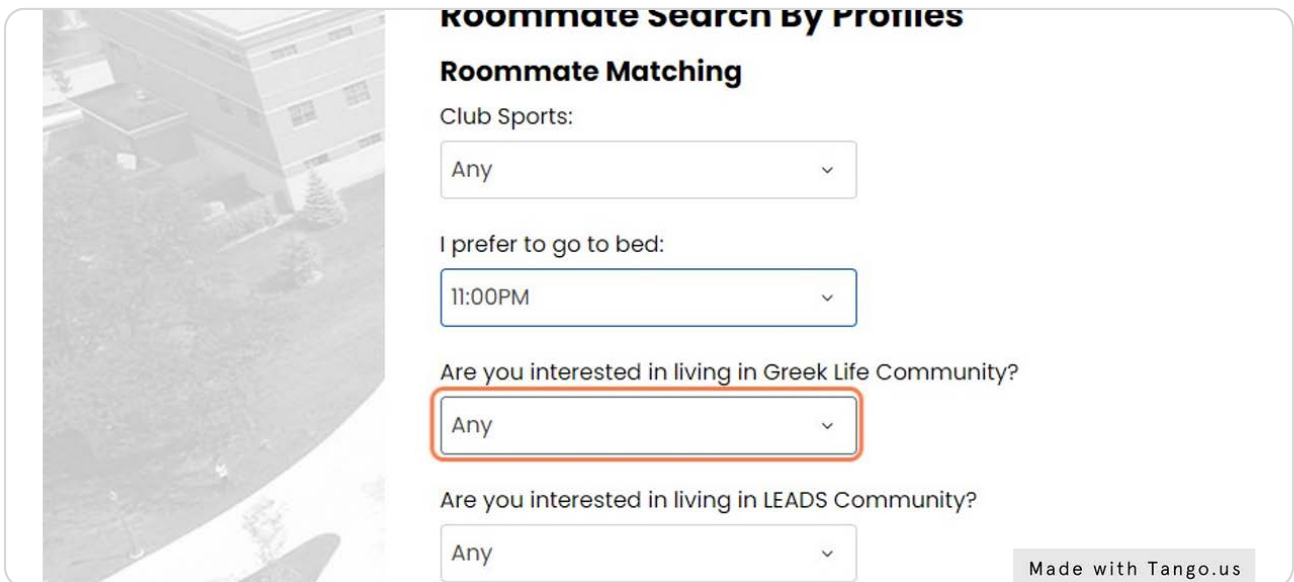 Roommate Search By Profiles
Roommate Matching
Club Sports:
Any
I prefer to go to bed:
11:00PM
Are you interested in living in Greek Life Community?
Any
Are you interested in living in LEADS Community?
Any
Made with Tango.us